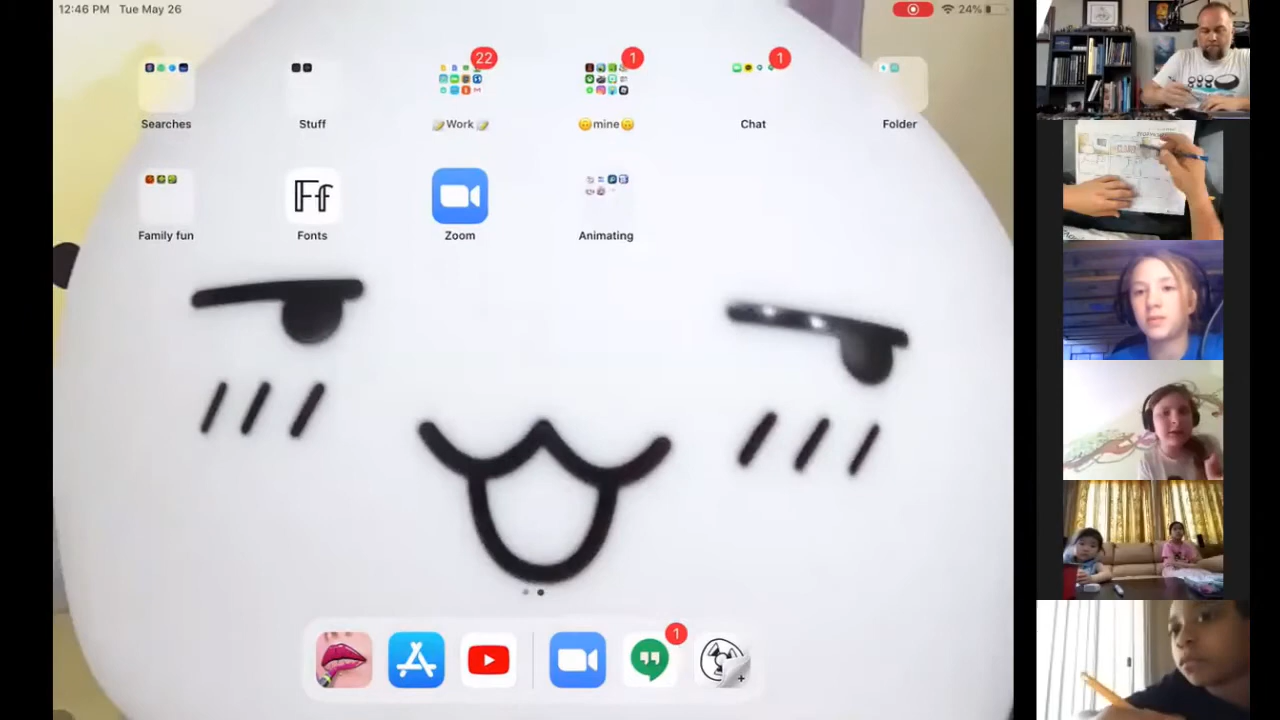 12:46 PM Tue May 26
24%
22
1
1
Searches
Stuff
📝Work📝
🙃mine🙃
Chat
Folder
Ff
Family fun
Fonts
Zoom
Animating
1